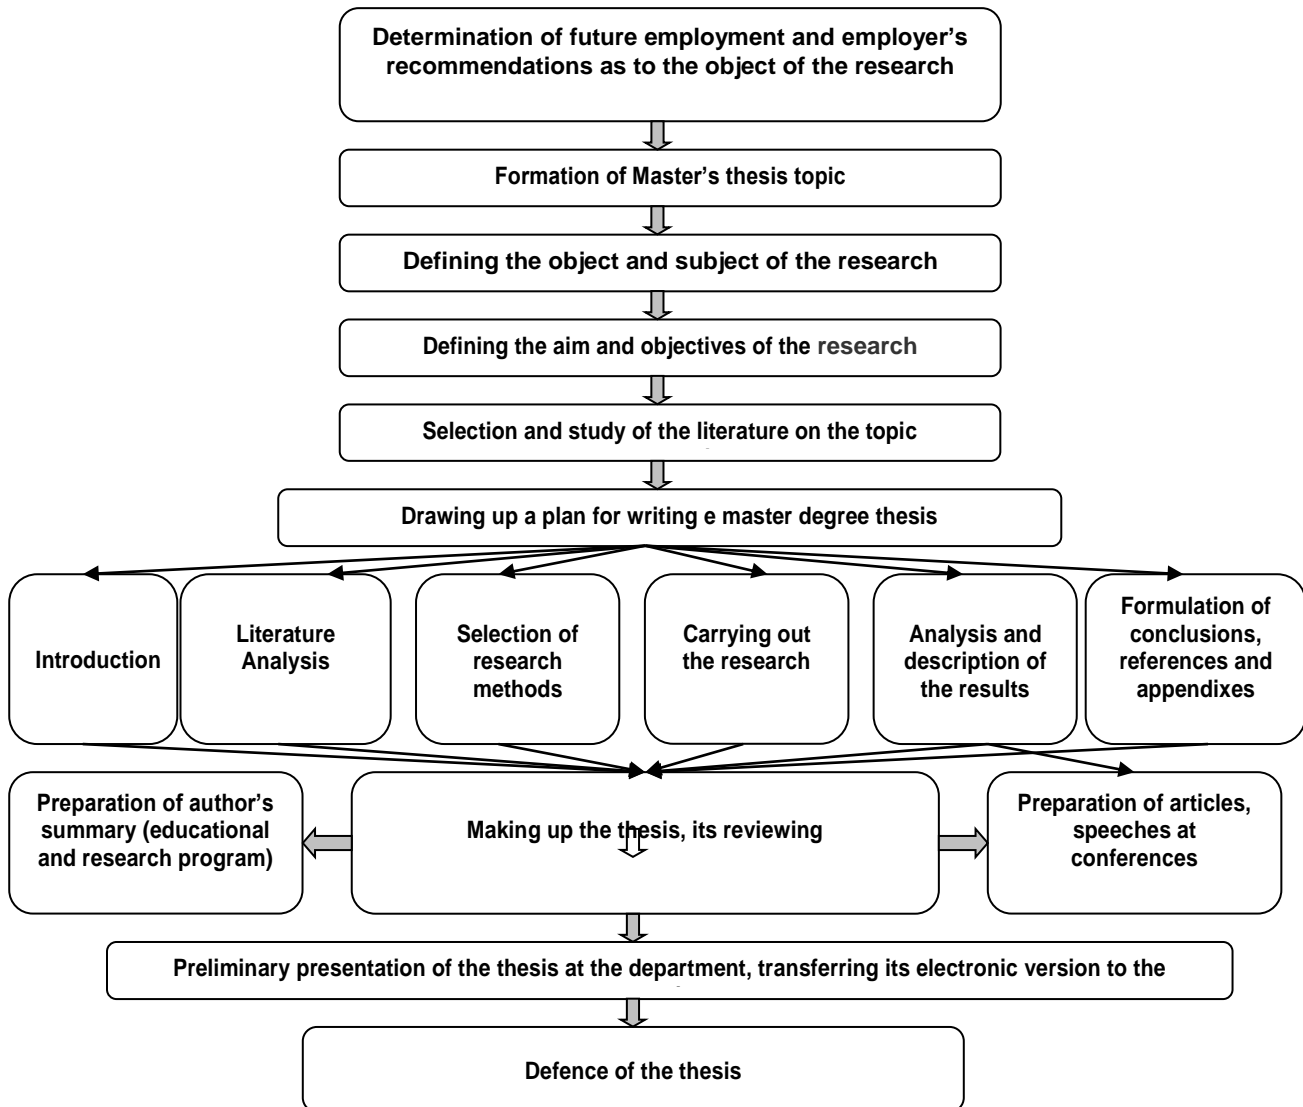 Determination of future employment and employer's
recommendations as to the object of the research
Formation of Master's thesis topic
Defining the object and subject of the research
Defining the aim and objectives of the research
Selection and study of the literature on the topic
Drawing up a plan for writing e master degree thesis
Introduction
Literature
Analysis
Selection of
research
methods
Carrying out
the research
Analysis and
description of
the results
Formulation of
conclusions,
references and
appendixes
Preparation of author's
summary (educational
and research program)
Making up the thesis, its reviewing
Preparation of articles,
speeches at
conferences
Preliminary presentation of the thesis at the department, transferring its electronic version to the
Defence of the thesis